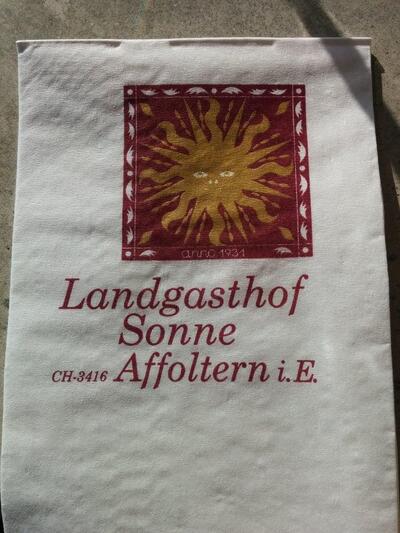 anno 1931
Landgasthof
Sonne
CH-3416 Affoltern i.E.